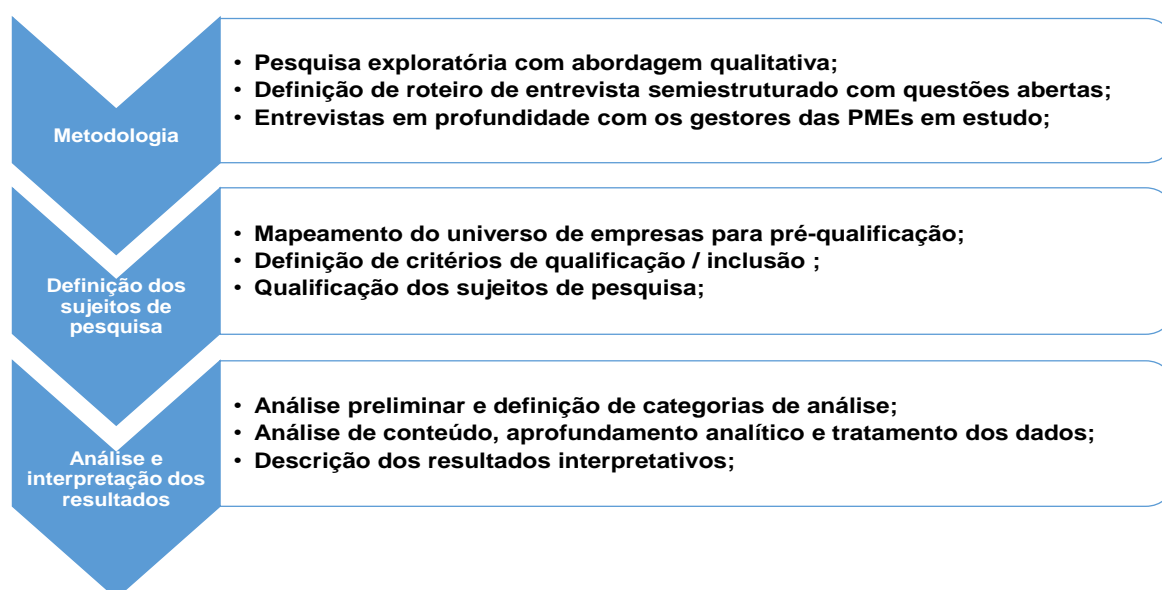 Metodologia
• Pesquisa exploratória com abordagem qualitativa;
• Definição de roteiro de entrevista semiestruturado com questões abertas;
• Entrevistas em profundidade com os gestores das PMEs em estudo;
Definição dos
sujeitos de
pesquisa
• Mapeamento do universo de empresas para pré-qualificação;
• Definição de critérios de qualificação / inclusão ;
• Qualificação dos sujeitos de pesquisa;
Análise e
interpretação dos
resultados
• Análise preliminar e definição de categorias de análise;
• Análise de conteúdo, aprofundamento analítico e tratamento dos dados;
• Descrição dos resultados interpretativos;